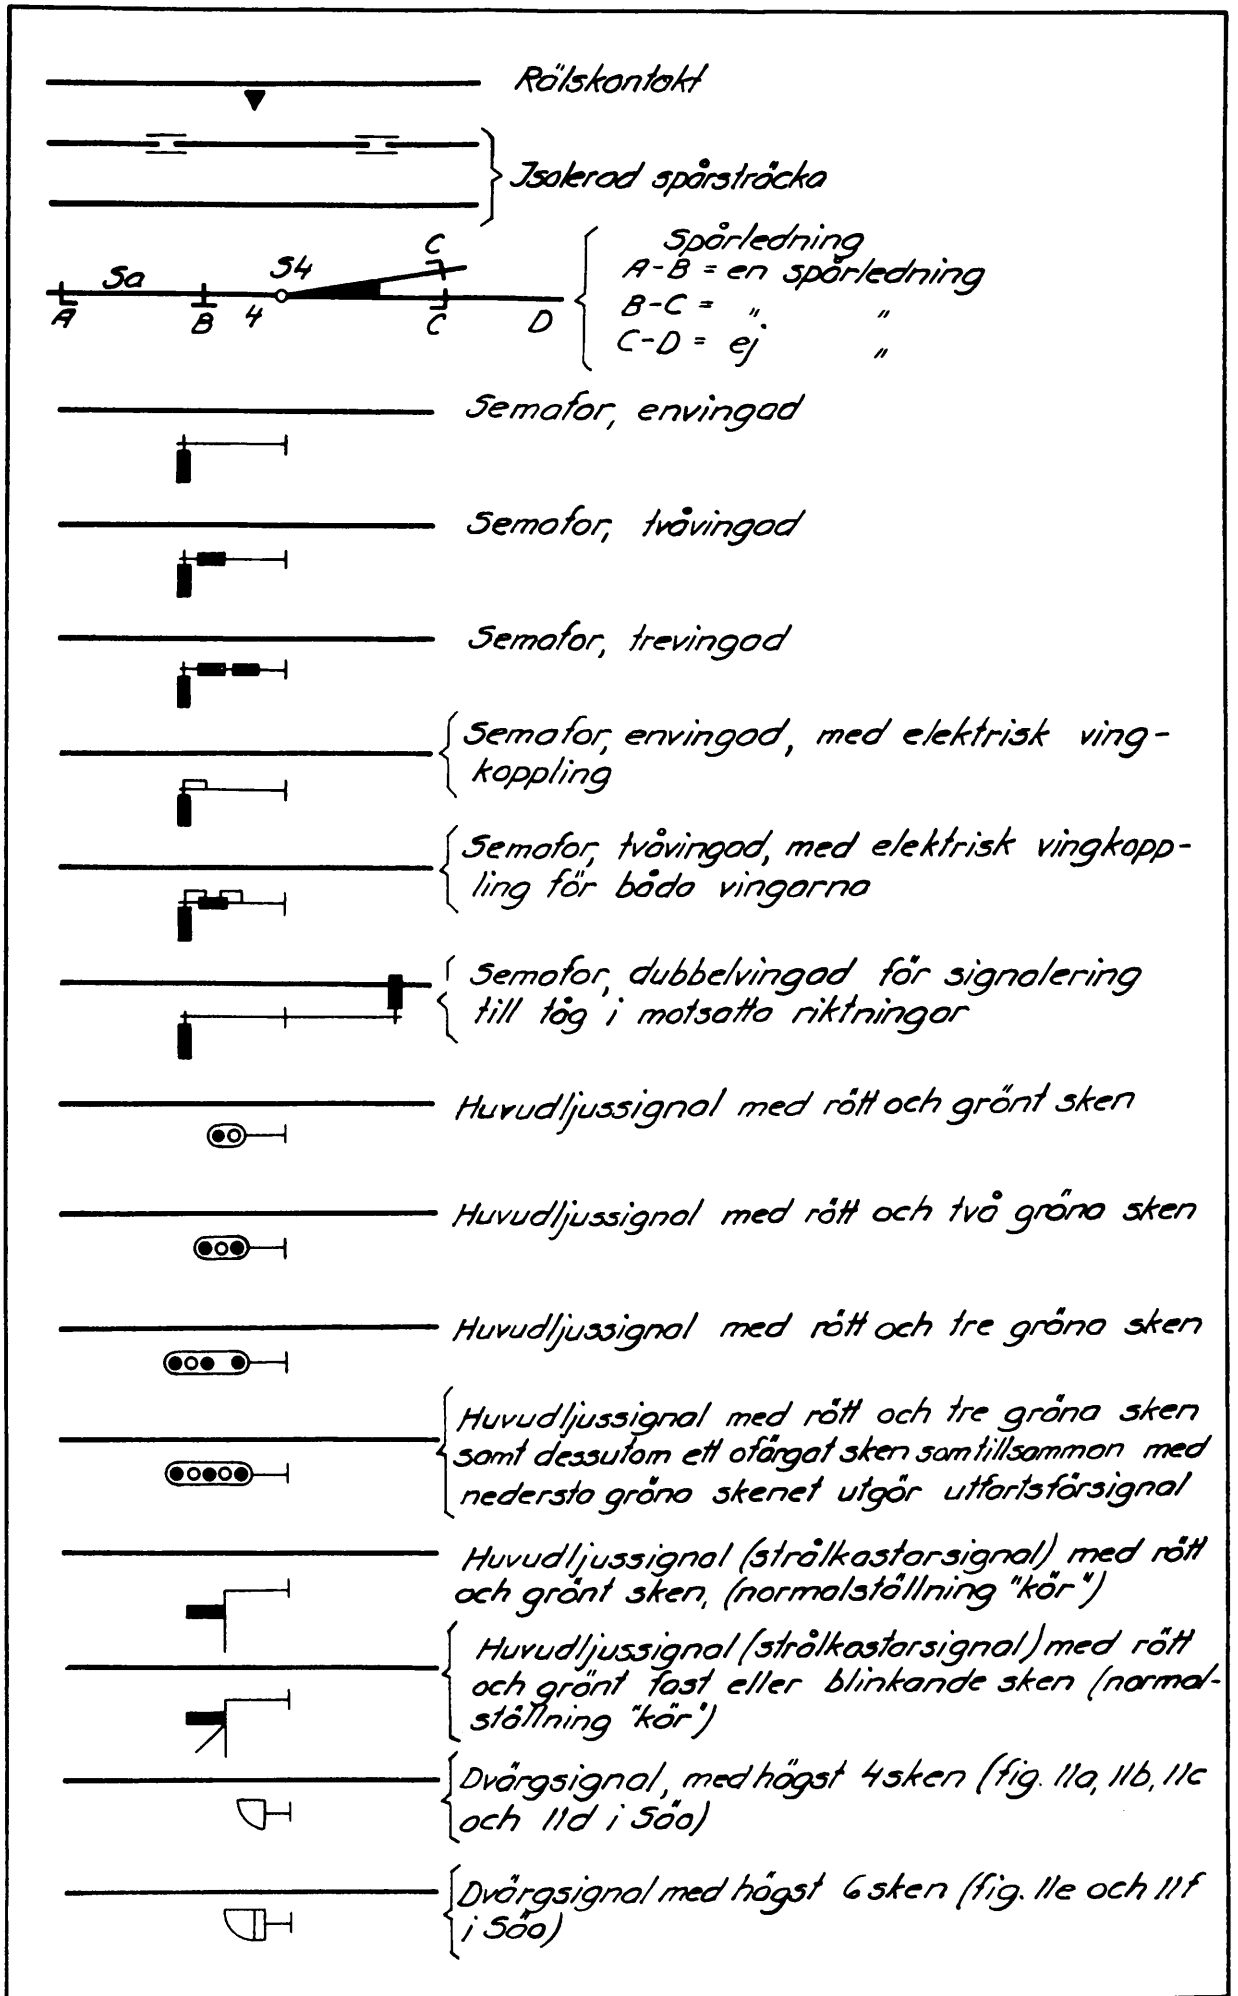 Rälskontakt
Isolerad spårsträcka
Spårledning
A-B = en spårledning
B-C = " "
C-D = ej "
Sa S4 C
A B 4 C D
Semafor, envingad
Semafor, tvåvingad
Semafor, trevingad
Semafor, envingad, med elektrisk ving-
koppling
Semafor, tvåvingad, med elektrisk vingkopp-
ling för båda vingarna
Semafor, dubbelvingad för signalering
till tåg i motsatta riktningar
Huvudljussignal med rött och grönt sken
Huvudljussignal med rött och två gröna sken
Huvudljussignal med rött och tre gröna sken
Huvudljussignal med rött och tre gröna sken
samt dessutom ett ofärgat sken som tillsamman med
nedersta gröna skenet utgör utfartsförsignal
Huvudljussignal (strålkastarsignal) med rött
och grönt sken, (normalställning "kör")
Huvudljussignal (strålkastarsignal) med rött
och grönt fast eller blinkande sken (normal-
ställning "kör")
Dvärgsignal, med högst 4 sken (fig. 11a, 11b, 11c
och 11d i Säo)
Dvärgsignal med högst 6 sken (fig. 11e och 11f
i Säo)